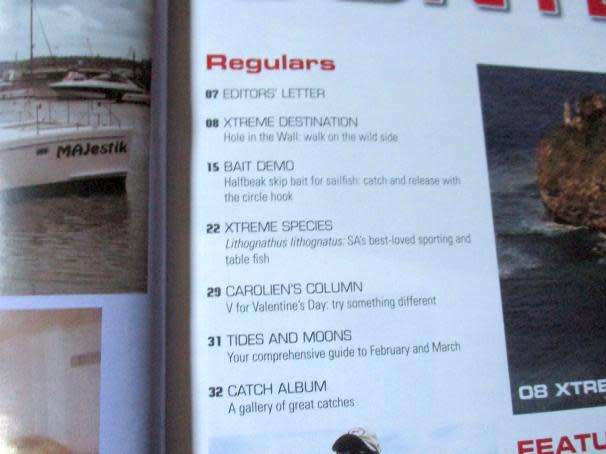 MAJestik
Regulars
07 EDITORS' LETTER
08 XTREME DESTINATION
Hole in the Wall: walk on the wild side
15 BAIT DEMO
Halfbeak skip bait for sailfish: catch and release with
the circle hook
22 XTREME SPECIES
Lithognathus lithognatus: SA's best-loved sporting and
table fish
29 CAROLIEN'S COLUMN
V for Valentine's Day: try something different
31 TIDES AND MOONS
Your comprehensive guide to February and March
32 CATCH ALBUM
A gallery of great catches
08 XTRE
FEATU